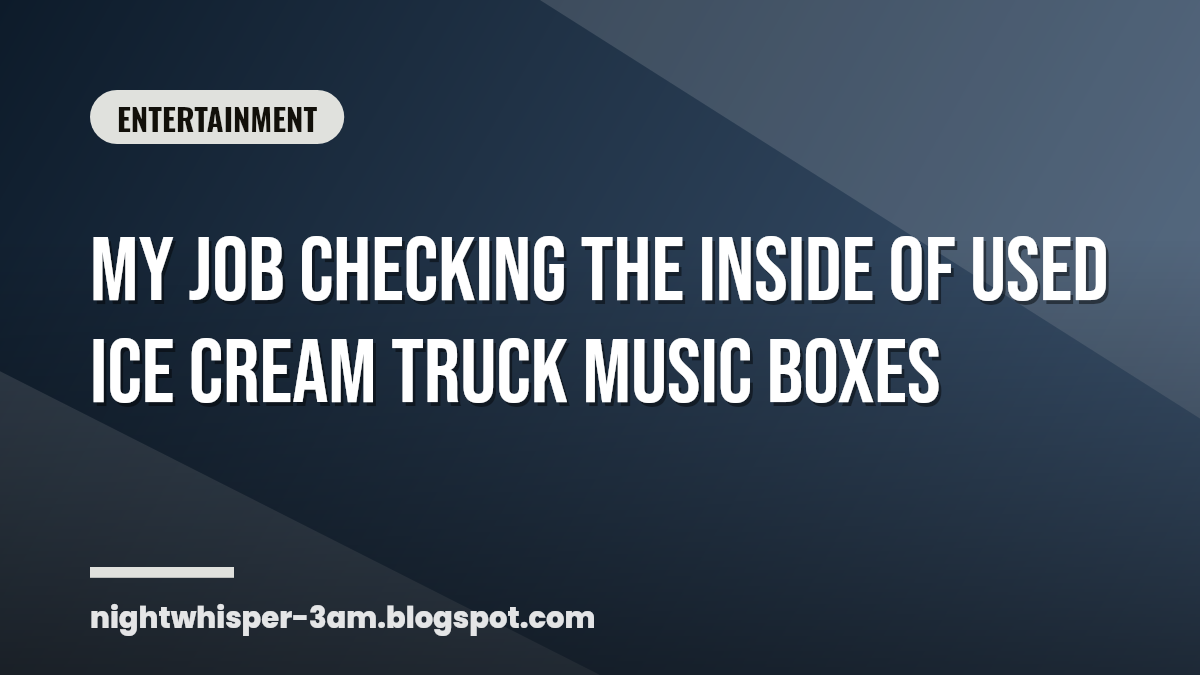 ENTERTAINMENT
MY JOB CHECKING THE INSIDE OF USED
ICE CREAM TRUCK MUSIC BOXES
nightwhisper-3am.blogspot.com